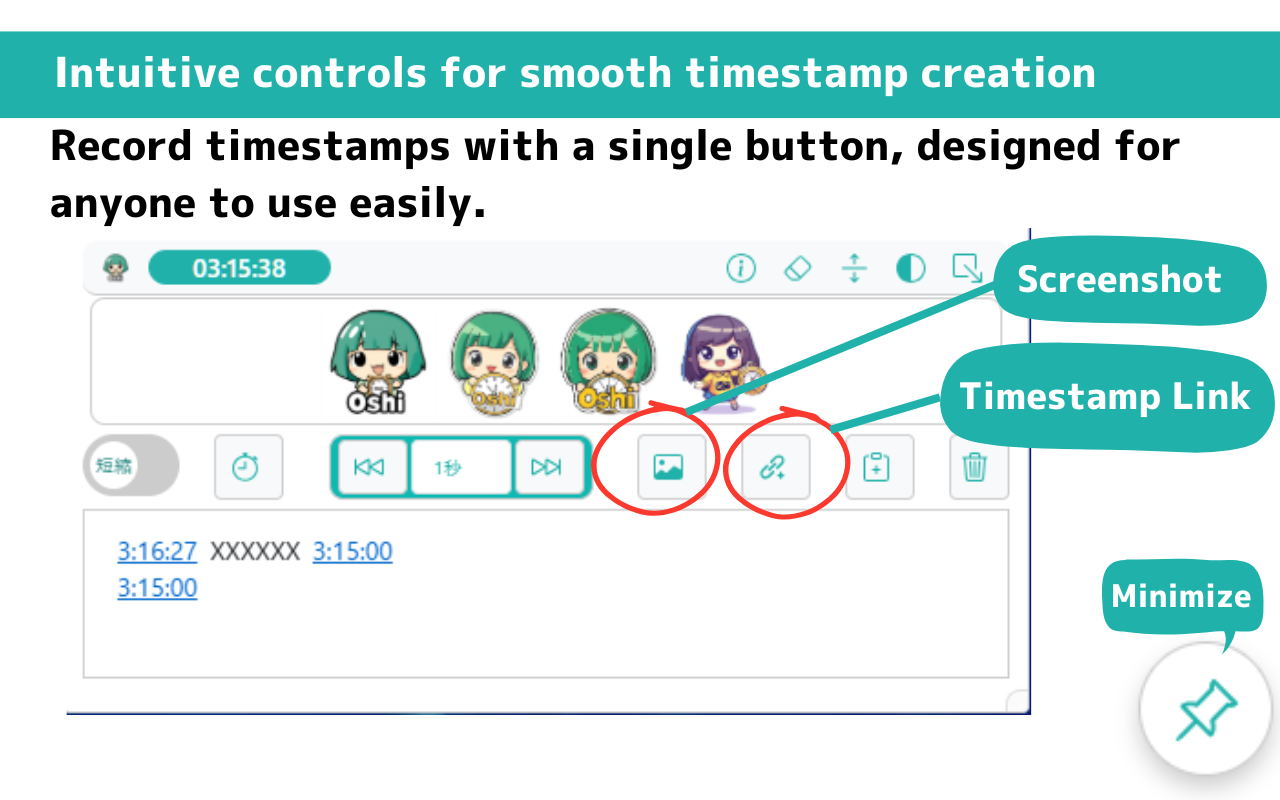 Intuitive controls for smooth timestamp creation
Record timestamps with a single button, designed for
anyone to use easily.
03:15:38
Screenshot
Oshi
Oshi
Oshi
Timestamp Link
短縮
1秒
3:16:27 XXXXXX 3:15:00
3:15:00
Minimize